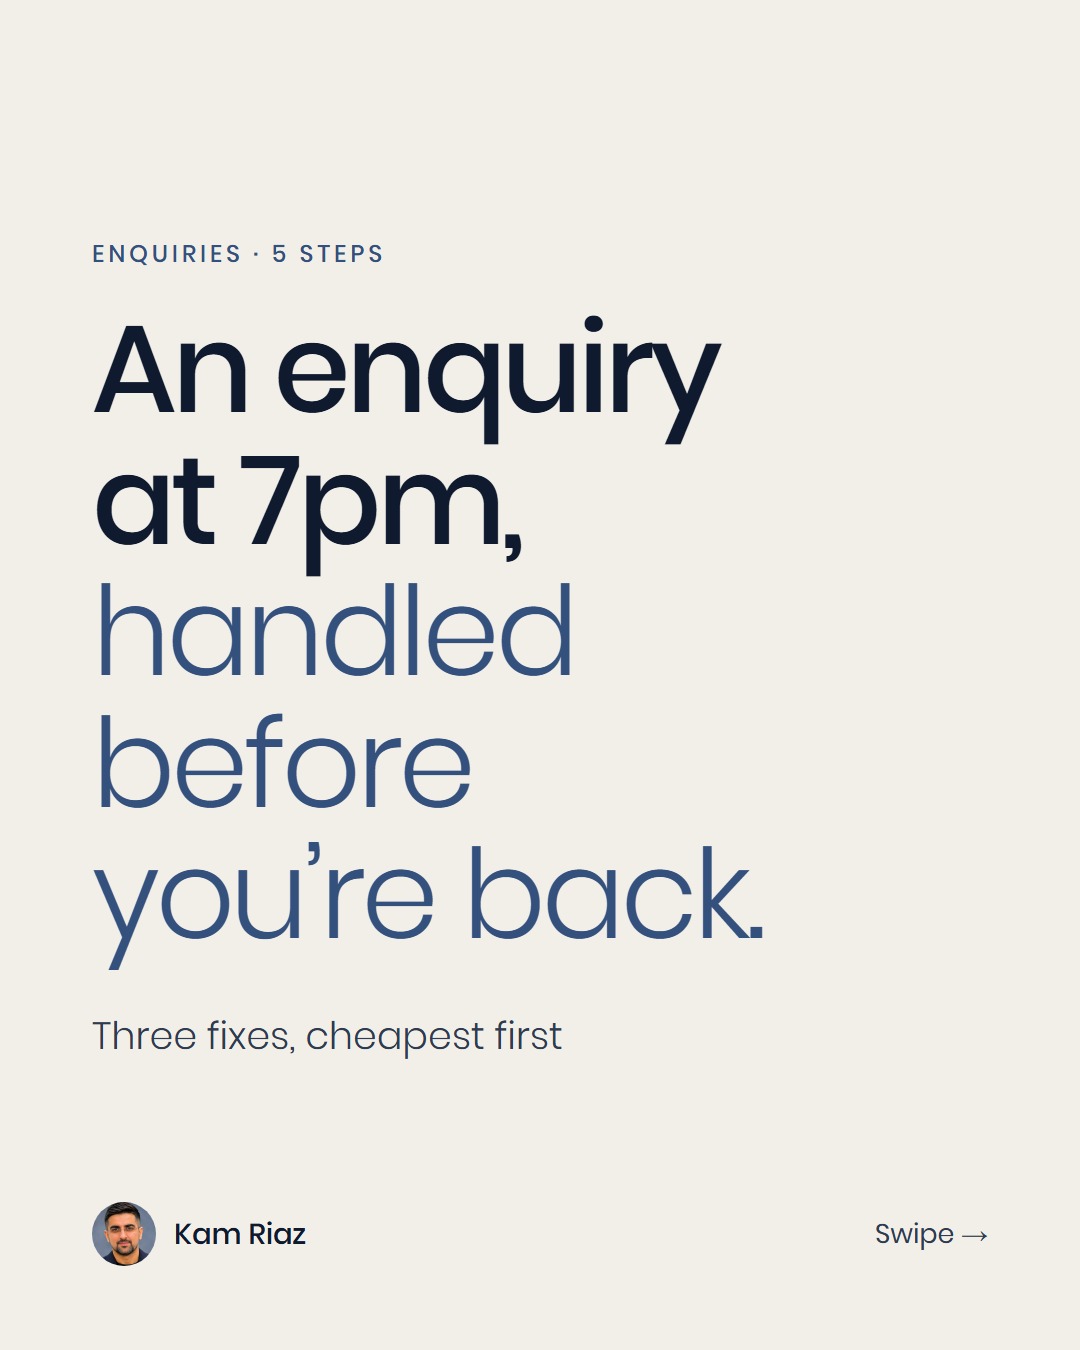 ENQUIRIES · 5 STEPS
An enquiry
at 7pm,
handled
before
you’re back.
Three fixes, cheapest first
Kam Riaz
Swipe →